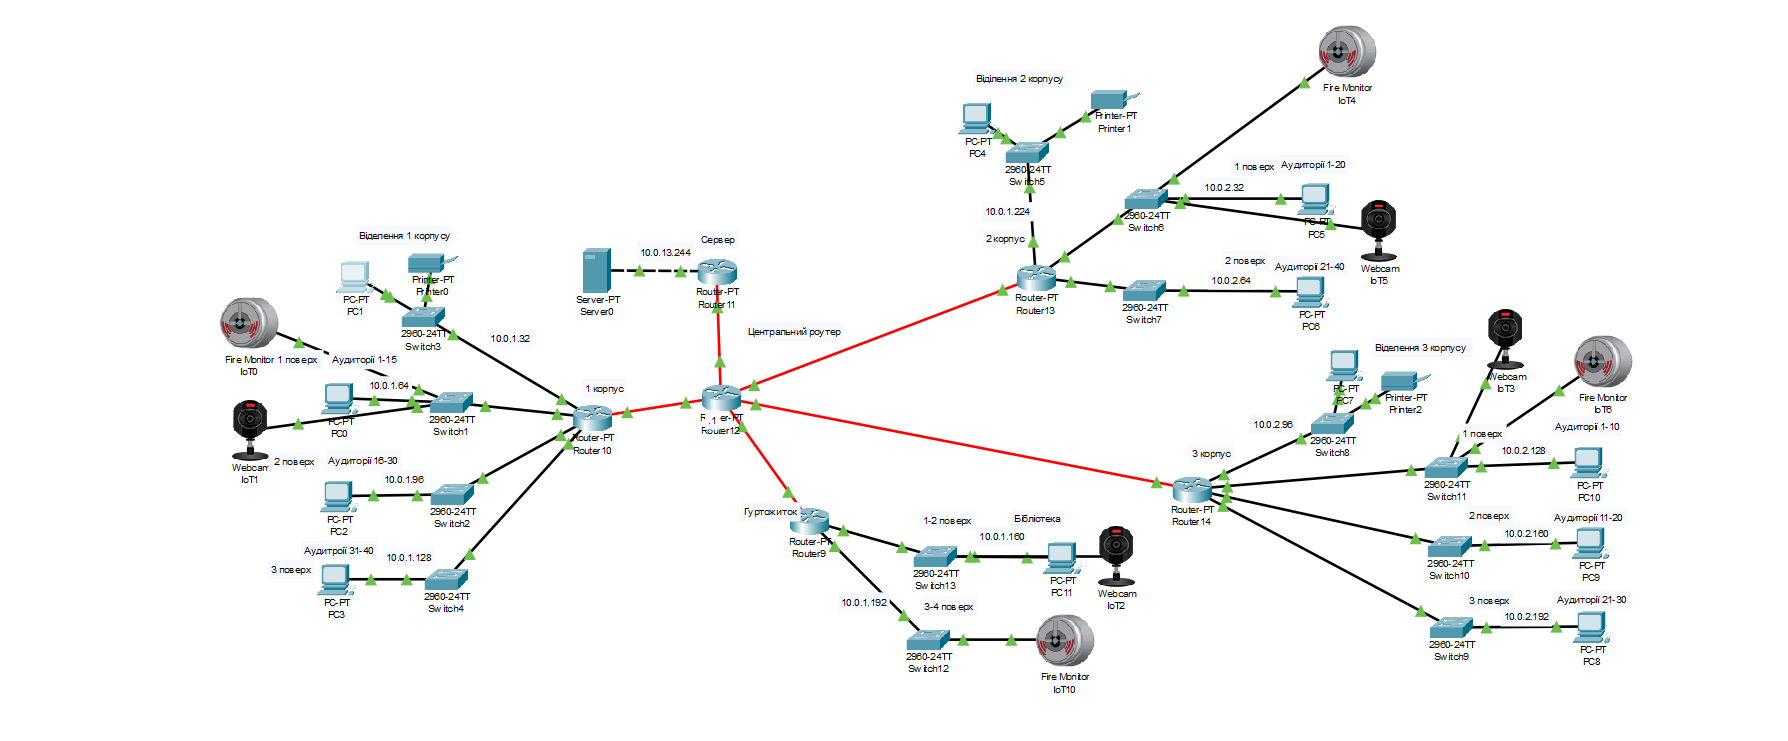 Fire Monitor
IoT4
Віділення 2 корпусу
Printer-PT
Printer1
PC-PT
PC4
2960-24TT
Switch5
1 поверх
Аудиторії 1-20
10.0.2.32
10.0.1.224
2960-24TT
Switch6
PC-PT
PC5
2 корпус
Webcam
IoT5
2 поверх
Аудиторії 21-40
10.0.2.64
Router-PT
Router13
2960-24TT
Switch7
PC-PT
PC6
Сервер
10.0.13.244
Server-PT
Server0
Router-PT
Router11
Центральний роутер
Віделення 1 корпусу
Printer-PT
Printer0
PC-PT
PC1
2960-24TT
Switch3
10.0.1.32
Fire Monitor
IoT0
1 поверх
Аудиторії 1-15
10.0.1.64
PC-PT
PC0
2960-24TT
Switch1
1 корпус
Router-PT
Router10
.1
Router12
Webcam
IoT1
2 поверх
Аудиторії 16-30
10.0.1.96
PC-PT
PC2
2960-24TT
Switch2
Аудитрої 31-40
10.0.1.128
3 поверх
PC-PT
PC3
2960-24TT
Switch4
Гуртожиток
Router-PT
Router9
1-2 поверх
Бібліотека
10.0.1.160
2960-24TT
Switch13
PC-PT
PC11
Webcam
IoT2
10.0.1.192
3-4 поверх
2960-24TT
Switch12
Fire Monitor
IoT10
Віделення 3 корпусу
PC-PT
PC7
Printer-PT
Printer2
10.0.2.96
2960-24TT
Switch8
Webcam
IoT3
Fire Monitor
IoT6
3 корпус
Router-PT
Router14
1 поверх
Аудиторії 1-10
10.0.2.128
2960-24TT
Switch11
PC-PT
PC10
2 поверх
Аудиторії 11-20
10.0.2.160
2960-24TT
Switch10
PC-PT
PC9
3 поверх
Аудиторії 21-30
10.0.2.192
2960-24TT
Switch9
PC-PT
PC8